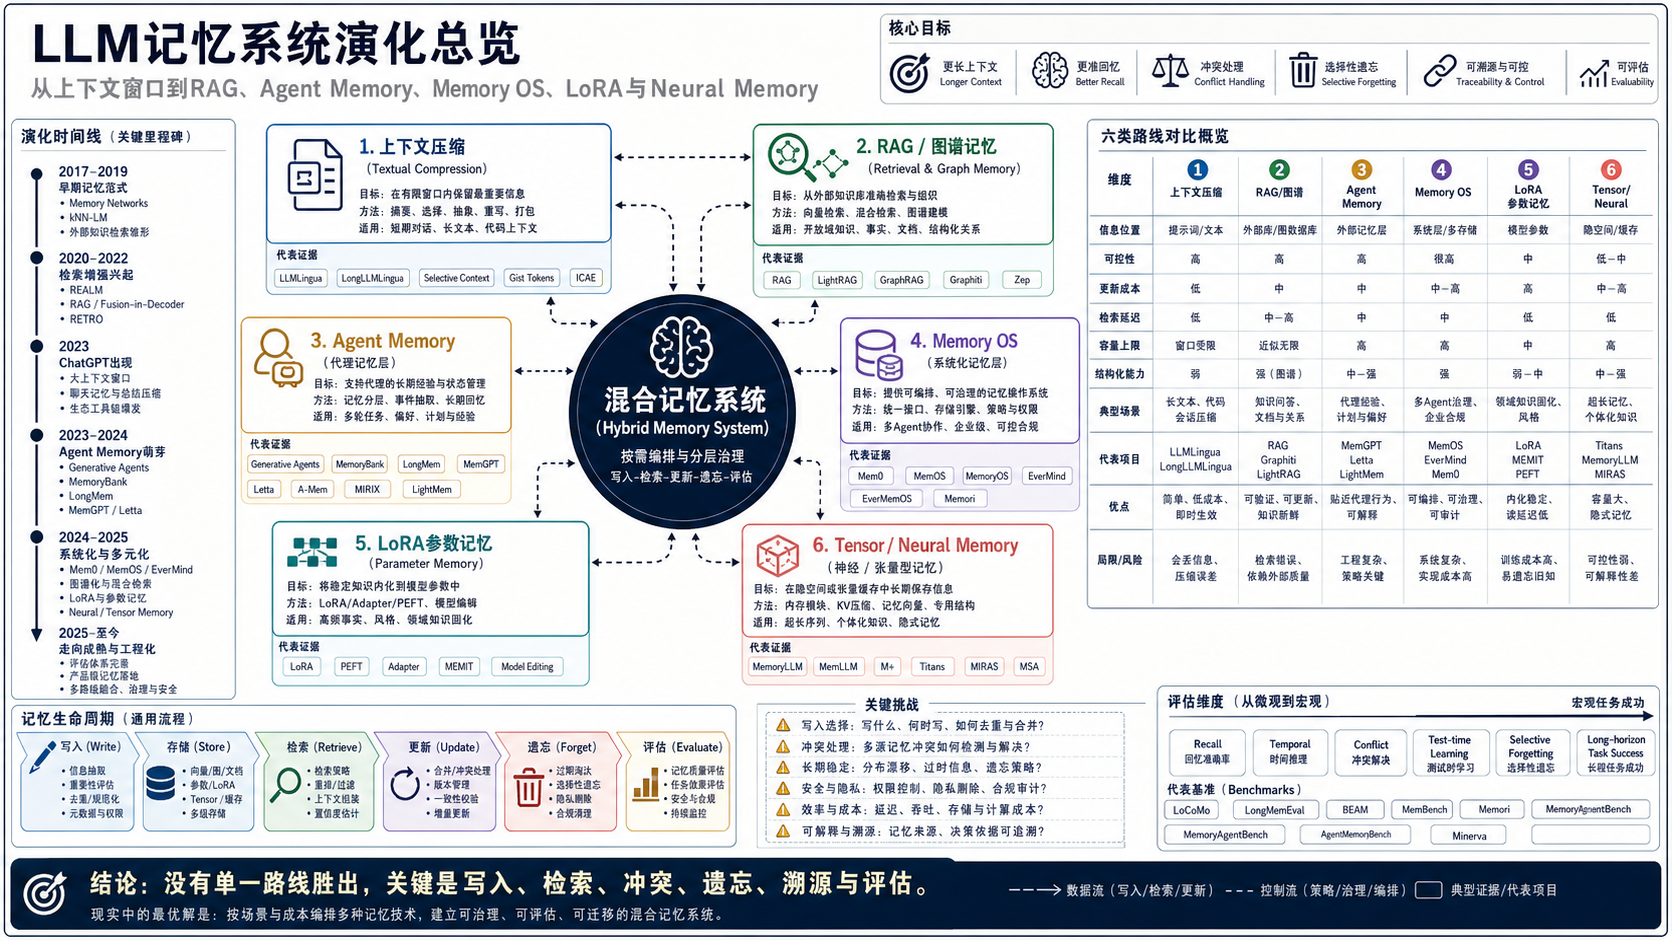 LLM记忆系统演化总览
从上下文窗口到RAG、Agent Memory、Memory OS、LoRA与Neural Memory
核心目标
更长上下文
Longer Context
更准回忆
Better Recall
冲突处理
Conflict Handling
选择性遗忘
Selective Forgetting
可溯源与可控
Traceability & Control
可评估
Evaluability
演化时间线（关键里程碑）
2017–2019
早期记忆范式
• Memory Networks
• kNN-LM
• 外部知识检索雏形
2020–2022
检索增强兴起
• REALM
• RAG / Fusion-in-Decoder
• RETRO
2023
ChatGPT出现
• 大上下文窗口
• 聊天记忆与总结压缩
• 生态工具链爆发
2023–2024
Agent Memory萌芽
• Generative Agents
• MemoryBank
• LongMem
• MemGPT / Letta
2024–2025
系统化与多元化
• Mem0 / MemOS / EverMind
• 图谱化与混合检索
• LoRA与参数记忆
• Neural / Tensor Memory
2025–至今
走向成熟与工程化
• 评估体系完善
• 产品级记忆落地
• 多路线融合、治理与安全
1. 上下文压缩
(Textual Compression)
目标：在有限窗口内保留最重要信息
方法：摘要、选择、抽象、重写、打包
适用：短期对话、长文本、代码上下文
代表证据
LLMLingua
LongLLMLingua
Selective Context
Gist Tokens
ICAE
2. RAG / 图谱记忆
(Retrieval & Graph Memory)
目标：从外部知识库准确检索与组织
方法：向量检索、混合检索、图谱建模
适用：开放域知识、事实、文档、结构化关系
代表证据
RAG
LightRAG
GraphRAG
Graphiti
Zep
3. Agent Memory
（代理记忆层）
目标：支持代理的长期经验与状态管理
方法：记忆分层、事件抽取、长期回忆
适用：多轮任务、偏好、计划与经验
代表证据
Generative Agents
MemoryBank
LongMem
MemGPT
Letta
A-Mem
MIRIX
LightMem
混合记忆系统
(Hybrid Memory System)
按需编排与分层治理
写入–检索–更新–遗忘–评估
4. Memory OS
（系统化记忆层）
目标：提供可编排、可治理的记忆操作系统
方法：统一接口、存储引擎、策略与权限
适用：多Agent协作、企业级、可控合规
代表证据
Mem0
MemOS
MemoryOS
EverMind
EverMemOS
Memori
5. LoRA参数记忆
(Parameter Memory)
目标：将稳定知识内化到模型参数中
方法：LoRA/Adapter/PEFT、模型编辑
适用：高频事实、风格、领域知识固化
代表证据
LoRA
PEFT
Adapter
MEMIT
Model Editing
6. Tensor / Neural Memory
（神经 / 张量型记忆）
目标：在隐空间或张量缓存中长期保存信息
方法：内存模块、KV压缩、记忆向量、专用结构
适用：超长序列、个体化知识、隐式记忆
代表证据
MemoryLLM
MemLLM
M+
Titans
MIRAS
MSA
六类路线对比概览
维度
1 上下文压缩
2 RAG/图谱
3 Agent Memory
4 Memory OS
5 LoRA 参数记忆
6 Tensor/ Neural
信息位置 提示词/文本 外部库/图数据库 外部记忆层 系统层/多存储 模型参数 隐空间/缓存
可控性 高 高 高 很高 中 低–中
更新成本 低 中 中 中–高 高 中–高
检索延迟 低 中–高 中 中 低 低
容量上限 窗口受限 近似无限 高 高 中 高
结构化能力 弱 强（图谱） 中–强 强 弱–中 中–强
典型场景 长文本、代码 会话压缩 知识问答、 文档与关系 代理经验、 计划与偏好 多Agent治理、 企业合规 领域知识固化、 风格 超长记忆、 个体化知识
代表项目 LLMLingua LongLLMLingua RAG Graphiti LightRAG MemGPT Letta LightMem MemOS EverMind Mem0 LoRA MEMIT PEFT Titans MemoryLLM MIRAS
优点 简单、低成本、 即时生效 可验证、可更新、 知识新鲜 贴近代理行为、 可解释 可编排、可治理、 可审计 内化稳定、 读延迟低 容量大、 隐式记忆
局限/风险 会丢信息、 压缩误差 检索错误、 依赖外部质量 工程复杂、 策略关键 系统复杂、 实现成本高 训练成本高、 易遗忘旧知 可控性弱、 可解释性差
记忆生命周期（通用流程）
写入 (Write)
• 信息抽取
• 重要性评估
• 去重/规范化
• 元数据与权限
存储 (Store)
• 向量/图/文档
• 参数/LoRA
• Tensor / 缓存
• 多级存储
检索 (Retrieve)
• 检索策略
• 重排/过滤
• 上下文组装
• 置信度估计
更新 (Update)
• 合并/冲突处理
• 版本管理
• 一致性校验
• 增量更新
遗忘 (Forget)
• 过期淘汰
• 选择性遗忘
• 隐私删除
• 合规清理
评估 (Evaluate)
• 记忆质量评估
• 任务效果评估
• 安全与合规
• 持续监控
关键挑战
写入选择：写什么、何时写、如何去重与合并？
冲突处理：多源记忆冲突如何检测与解决？
长期稳定：分布漂移、过时信息、遗忘策略？
安全与隐私：权限控制、隐私删除、合规审计？
效率与成本：延迟、吞吐、存储与计算成本？
可解释与溯源：记忆来源、决策依据可追溯？
评估维度（从微观到宏观）
宏观任务成功
Recall
回忆准确率
Temporal
时间推理
Conflict
冲突解决
Test-time
Learning
测试时学习
Selective
Forgetting
选择性遗忘
Long-horizon
Task Success
长程任务成功
代表基准（Benchmarks）
LoCoMo
LongMemEval
BEAM
MemBench
Memori
MemoryAgentBench
MemoryAgentBench
AgentMemoryBench
Minerva
结论：没有单一路线胜出，关键是写入、检索、冲突、遗忘、溯源与评估。
现实中的最优解是：按场景与成本编排多种记忆技术，建立可治理、可评估、可迁移的混合记忆系统。
数据流（写入/检索/更新）
控制流（策略/治理/编排）
典型证据/代表项目